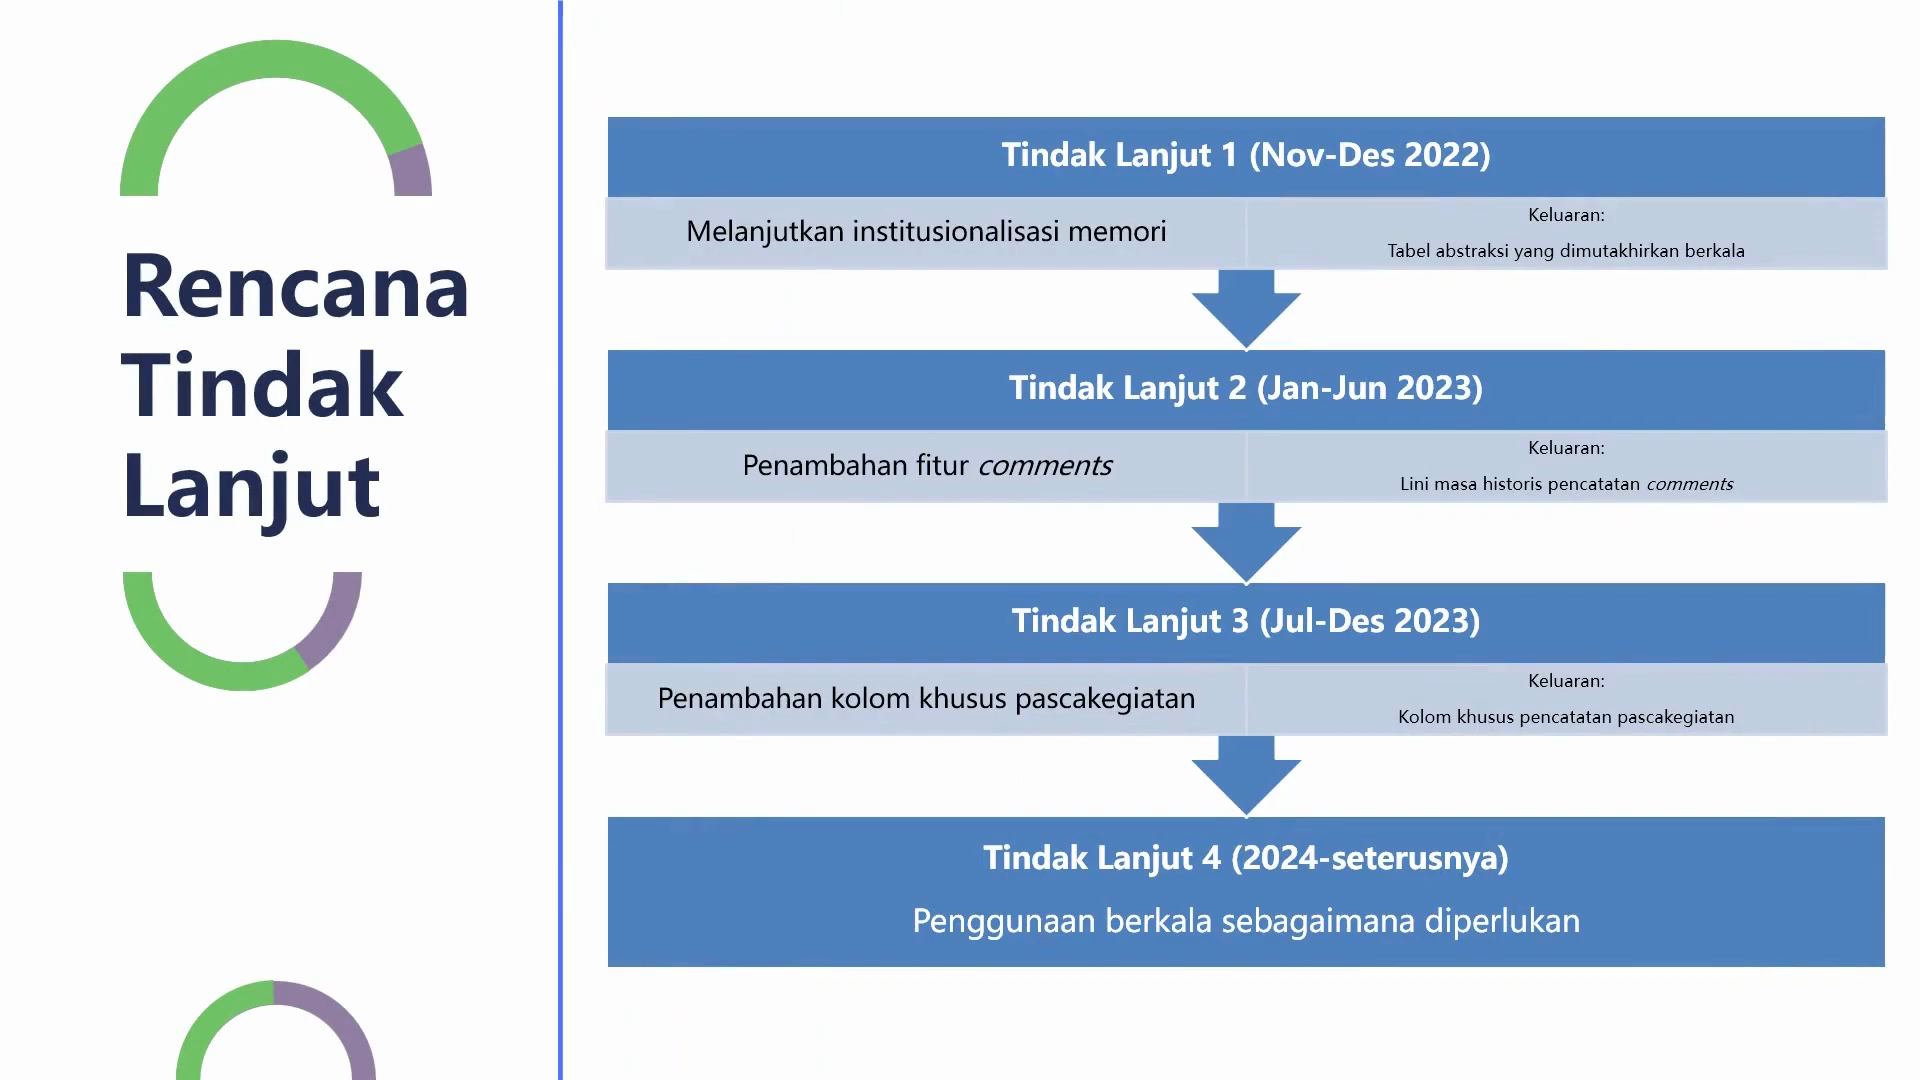 Rencana
Tindak
Lanjut
Tindak Lanjut 1 (Nov-Des 2022)
Melanjutkan institusionalisasi memori
Keluaran:
Tabel abstraksi yang dimutakhirkan berkala
Tindak Lanjut 2 (Jan-Jun 2023)
Penambahan fitur comments
Keluaran:
Lini masa historis pencatatan comments
Tindak Lanjut 3 (Jul-Des 2023)
Penambahan kolom khusus pascakegiatan
Keluaran:
Kolom khusus pencatatan pascakegiatan
Tindak Lanjut 4 (2024-seterusnya)
Penggunaan berkala sebagaimana diperlukan